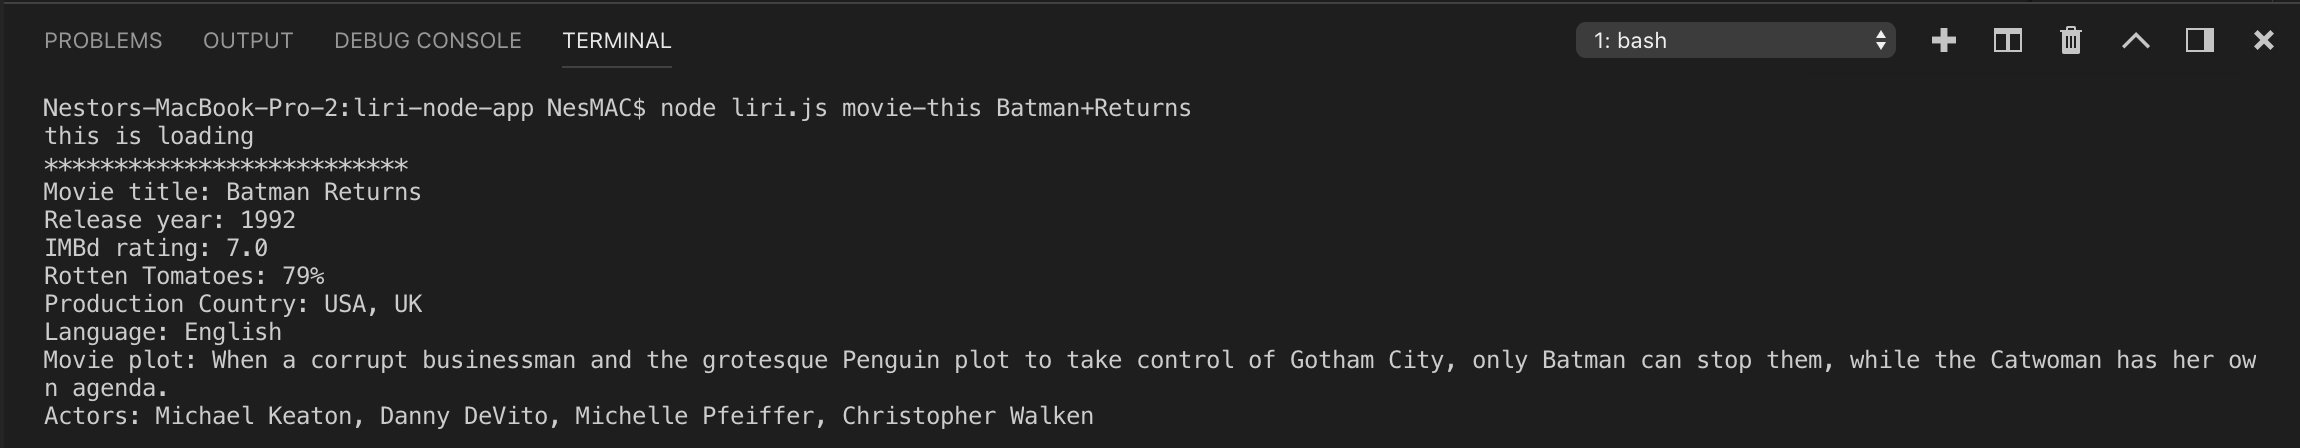 PROBLEMS OUTPUT DEBUG CONSOLE TERMINAL 1: bash
Nestors-MacBook-Pro-2:liri-node-app NesMAC$ node liri.js movie-this Batman+Returns
this is loading
**************************
Movie title: Batman Returns
Release year: 1992
IMBd rating: 7.0
Rotten Tomatoes: 79%
Production Country: USA, UK
Language: English
Movie plot: When a corrupt businessman and the grotesque Penguin plot to take control of Gotham City, only Batman can stop them, while the Catwoman has her ow
n agenda.
Actors: Michael Keaton, Danny DeVito, Michelle Pfeiffer, Christopher Walken